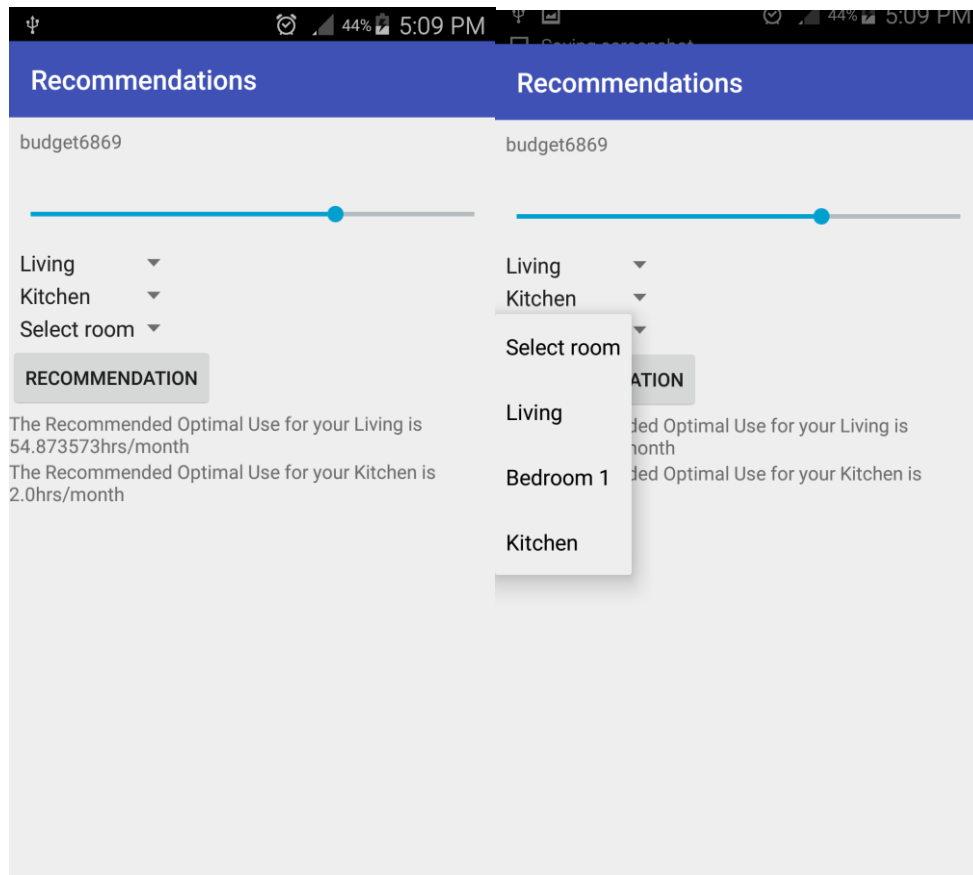 44% 5:09 PM
Recommendations
budget6869
Living
Kitchen
Select room
RECOMMENDATION
The Recommended Optimal Use for your Living is
54.873573hrs/month
The Recommended Optimal Use for your Kitchen is
2.0hrs/month
44% 5:09 PM
Saving screenshot
Recommendations
budget6869
Living
Kitchen
Select room
Living
Bedroom 1
Kitchen
ATION
ded Optimal Use for your Living is
onth
ded Optimal Use for your Kitchen is